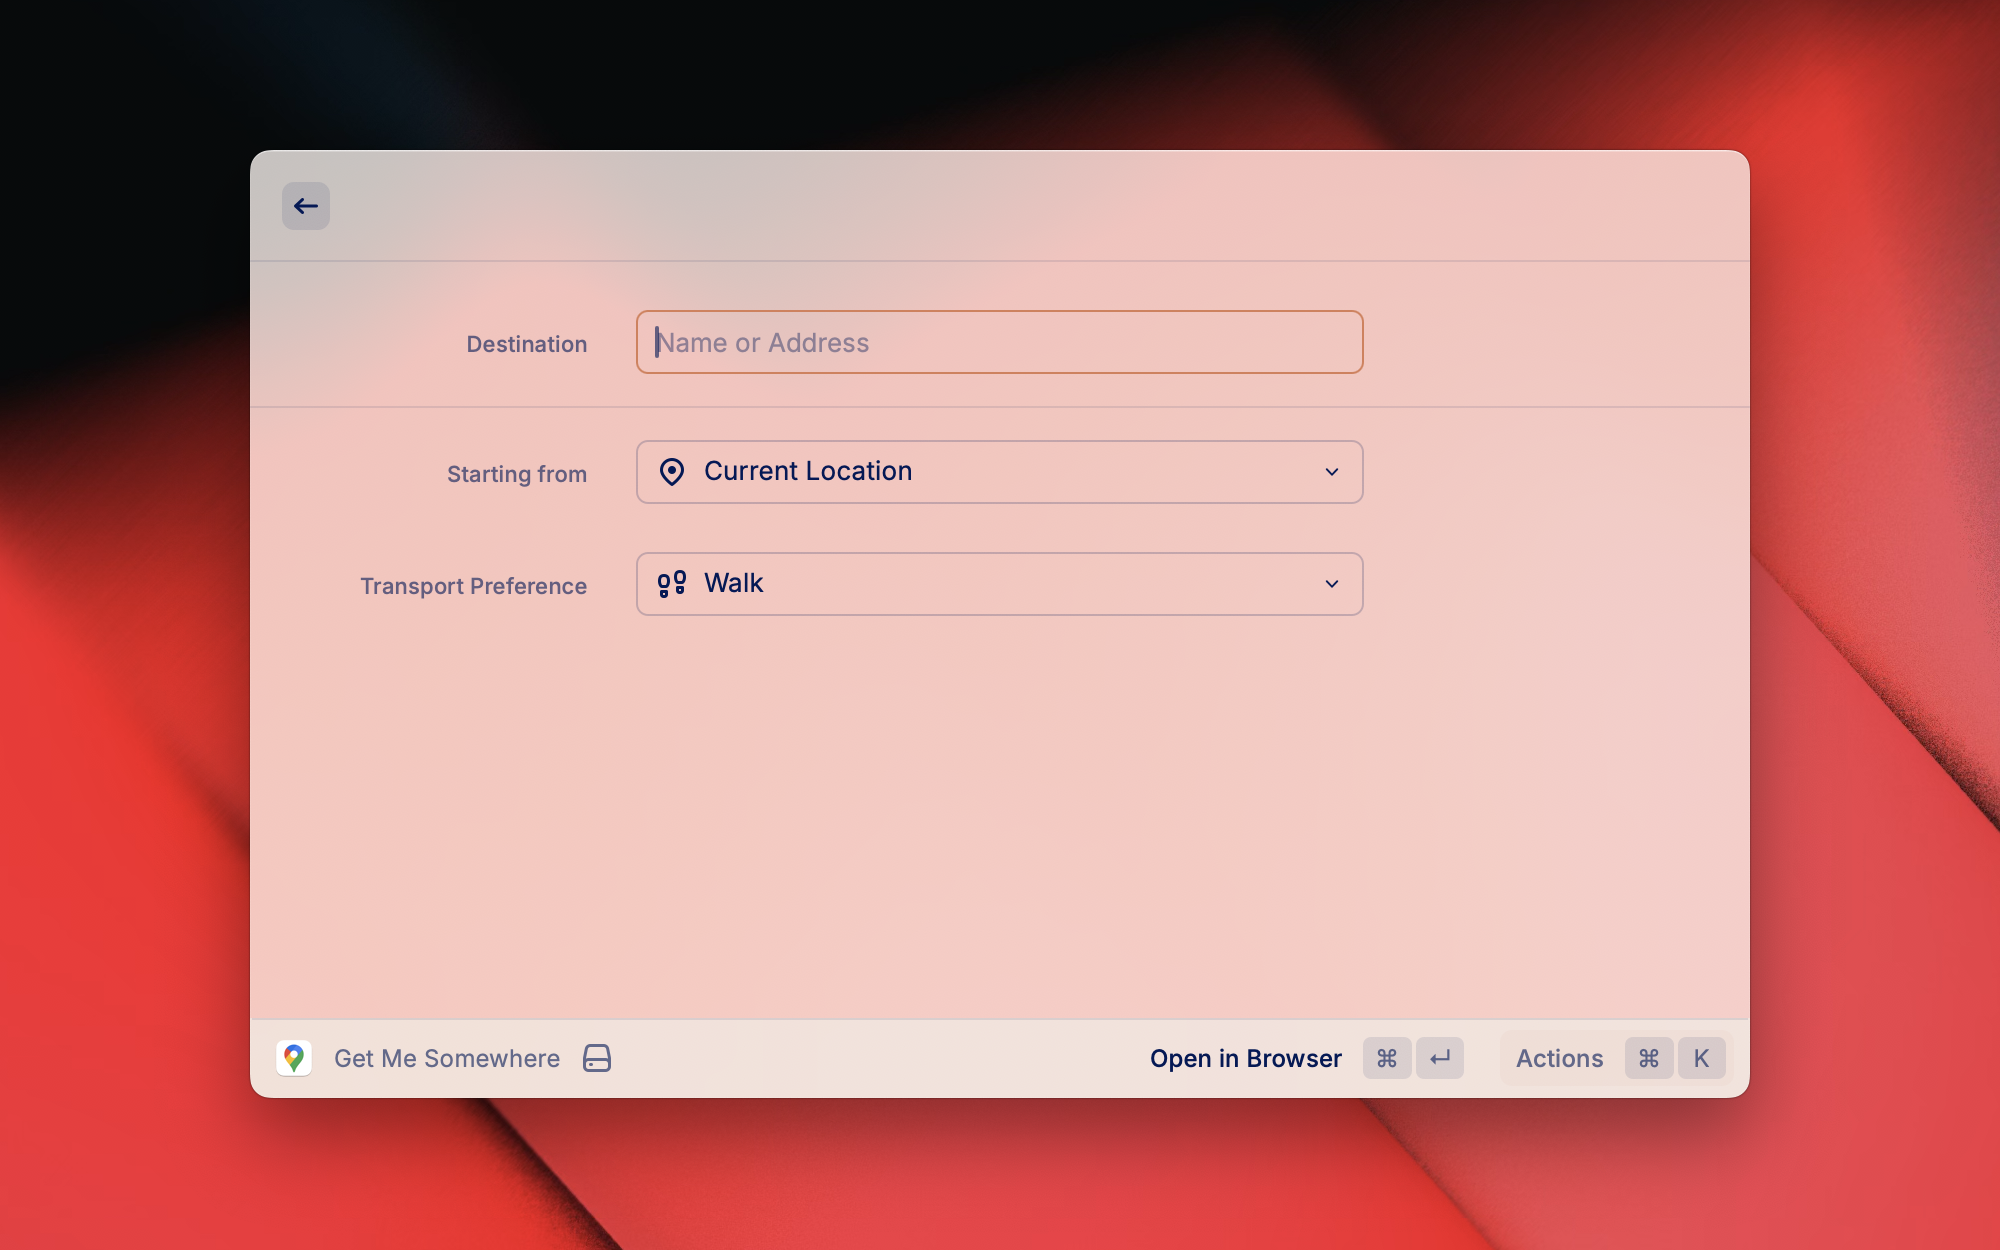 Destination
Name or Address
Starting from
Current Location
Transport Preference
Walk
Get Me Somewhere
Open in Browser ⌘ ↵
Actions ⌘ K